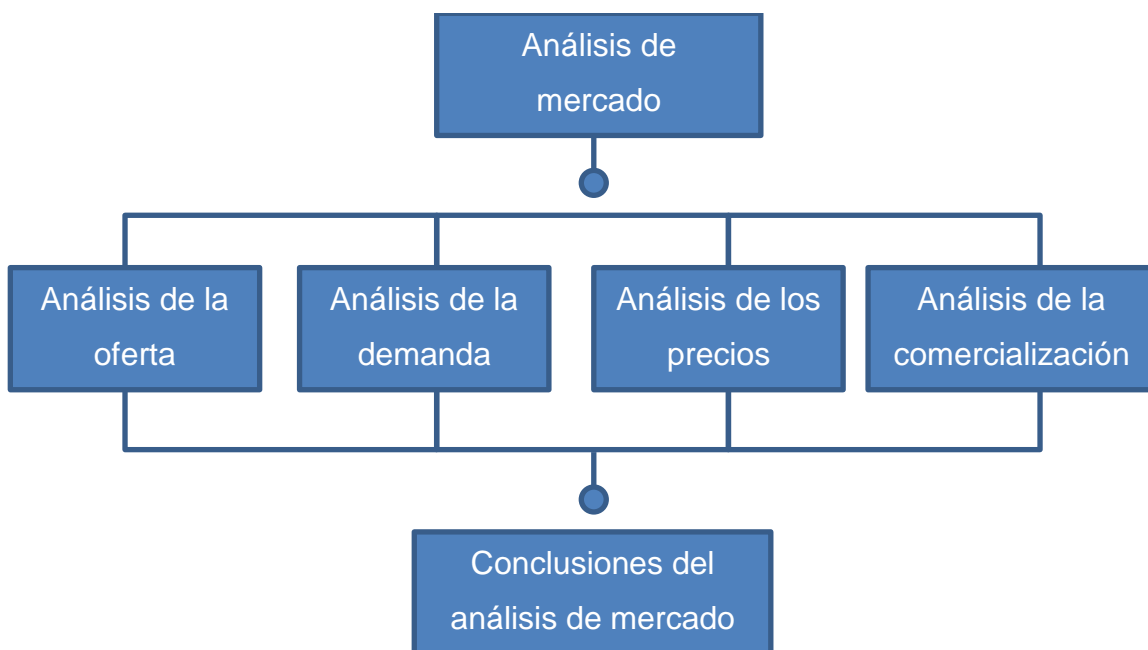 Análisis de
mercado
Análisis de la
oferta
Análisis de la
demanda
Análisis de los
precios
Análisis de la
comercialización
Conclusiones del
análisis de mercado